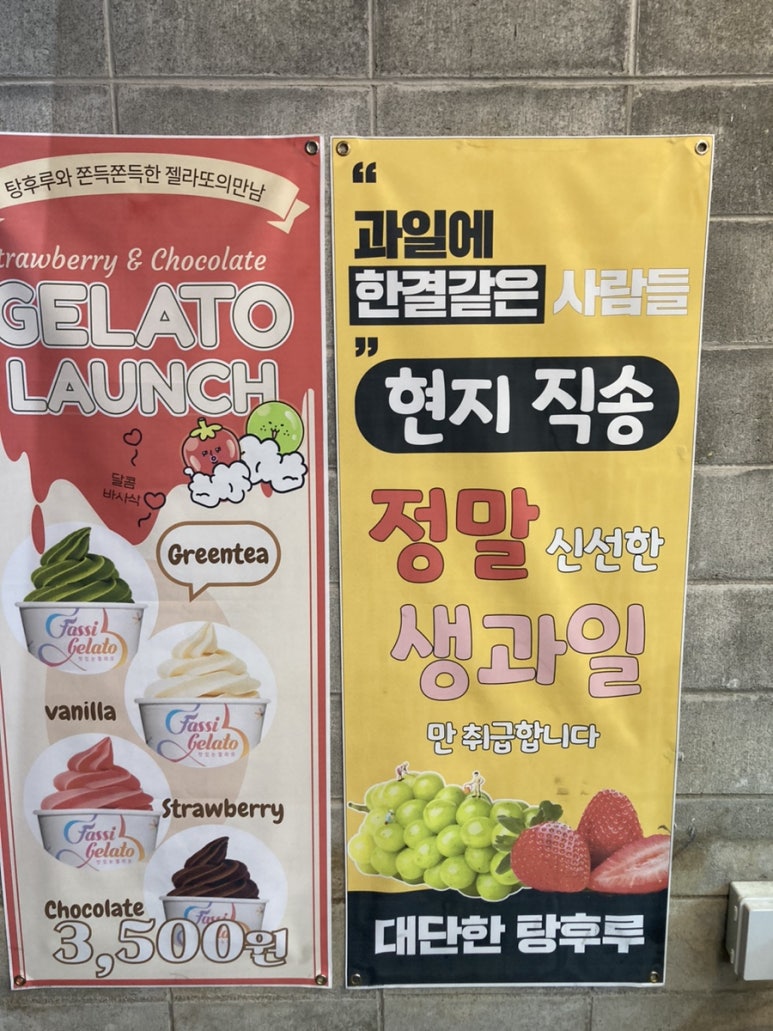 탕후루와 쫀득쫀득한 젤라또의만남
trawberry & Chocolate
GELATO
LAUNCH
달콤
바사삭
Greentea
Fassi
Gelato
vanilla
Fassi
Gelato
Strawberry
Fassi
Gelato
Chocolate
Fassi
3,500원
“
과일에
한결같은 사람들
”
현지 직송
정말 신선한
생과일
만 취급합니다
대단한 탕후루